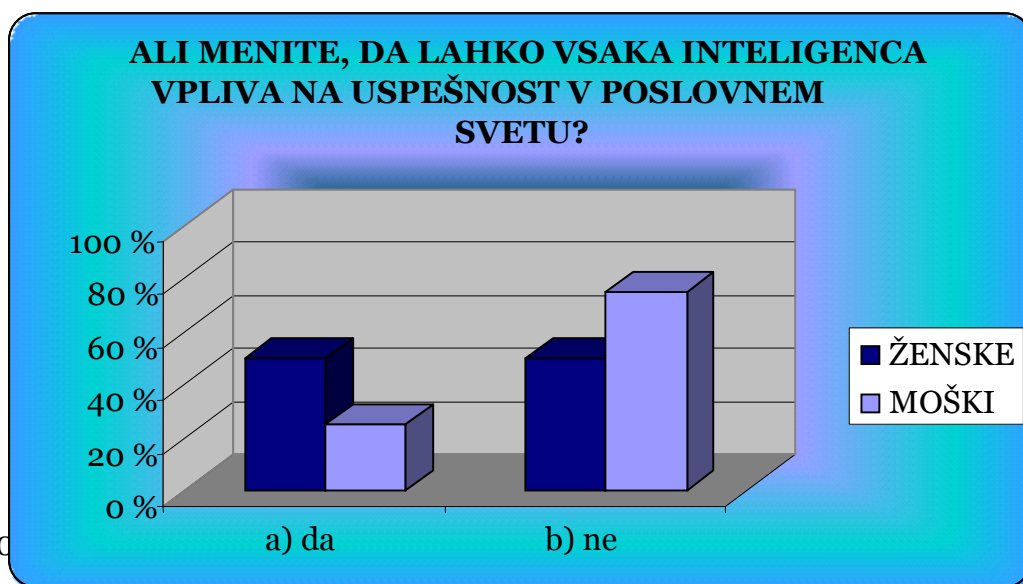 ALI MENITE, DA LAHKO VSAKA INTELIGENCA
VPLIVA NA USPEŠNOST V POSLOVNEM
SVETU?
100 %
80 %
60 %
40 %
20 %
0 %
a) da
b) ne
ŽENSKE
MOŠKI